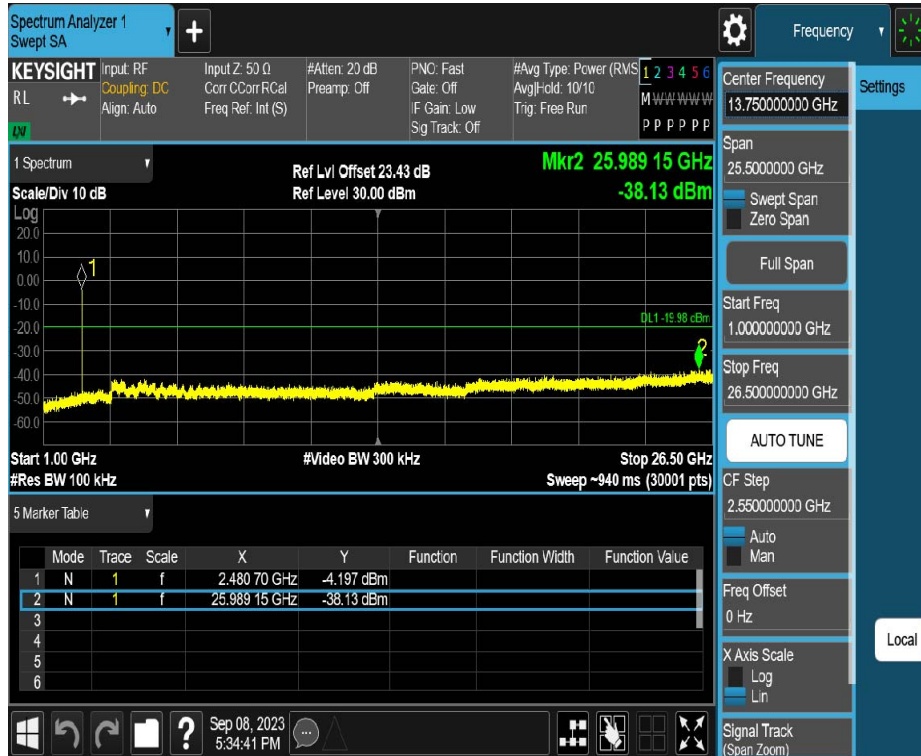 Spectrum Analyzer 1
Swept SA
+
Frequency
KEYSIGHT
RL
LXI
Input: RF
Coupling: DC
Align: Auto
Input Z: 50 Ω
Corr CCorr RCal
Freq Ref: Int (S)
#Atten: 20 dB
Preamp: Off
PNO: Fast
Gate: Off
IF Gain: Low
Sig Track: Off
#Avg Type: Power (RMS
Avg|Hold: 10/10
Trig: Free Run
1 2 3 4 5 6
M W W W W W
P P P P P P
1 Spectrum
Scale/Div 10 dB
Ref Lvl Offset 23.43 dB
Ref Level 30.00 dBm
Mkr2 25.989 15 GHz
-38.13 dBm
Log
20.0
10.0
0.00
-10.0
-20.0
-30.0
-40.0
-50.0
-60.0
1
2
DL1 -19.98 dBm
Start 1.00 GHz
#Video BW 300 kHz
Stop 26.50 GHz
#Res BW 100 kHz
Sweep ~940 ms (30001 pts)
5 Marker Table
Mode Trace Scale X Y Function Function Width Function Value
1 N 1 f 2.480 70 GHz -4.197 dBm
2 N 1 f 25.989 15 GHz -38.13 dBm
3
4
5
6
?
Sep 08, 2023
5:34:41 PM
Center Frequency
13.750000000 GHz
Settings
Span
25.5000000 GHz
Swept Span
Zero Span
Full Span
Start Freq
1.000000000 GHz
Stop Freq
26.500000000 GHz
AUTO TUNE
CF Step
2.550000000 GHz
Auto
Man
Freq Offset
0 Hz
Local
X Axis Scale
Log
Lin
Signal Track
(Span Zoom)